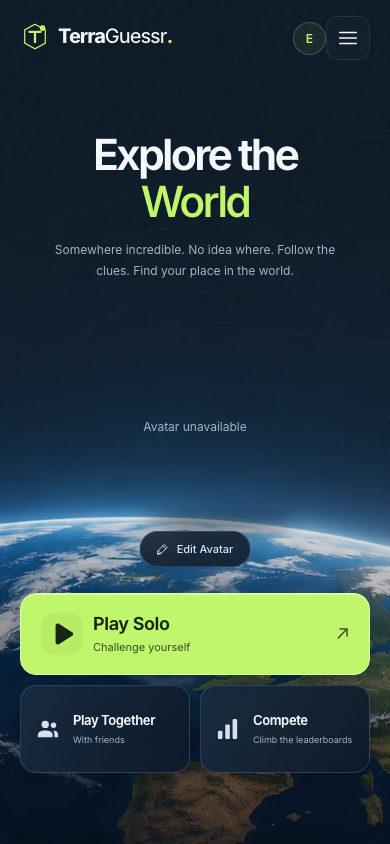 TerraGuessr.
E
Explore the
World
Somewhere incredible. No idea where. Follow the
clues. Find your place in the world.
Avatar unavailable
Edit Avatar
Play Solo
Challenge yourself
Play Together
With friends
Compete
Climb the leaderboards